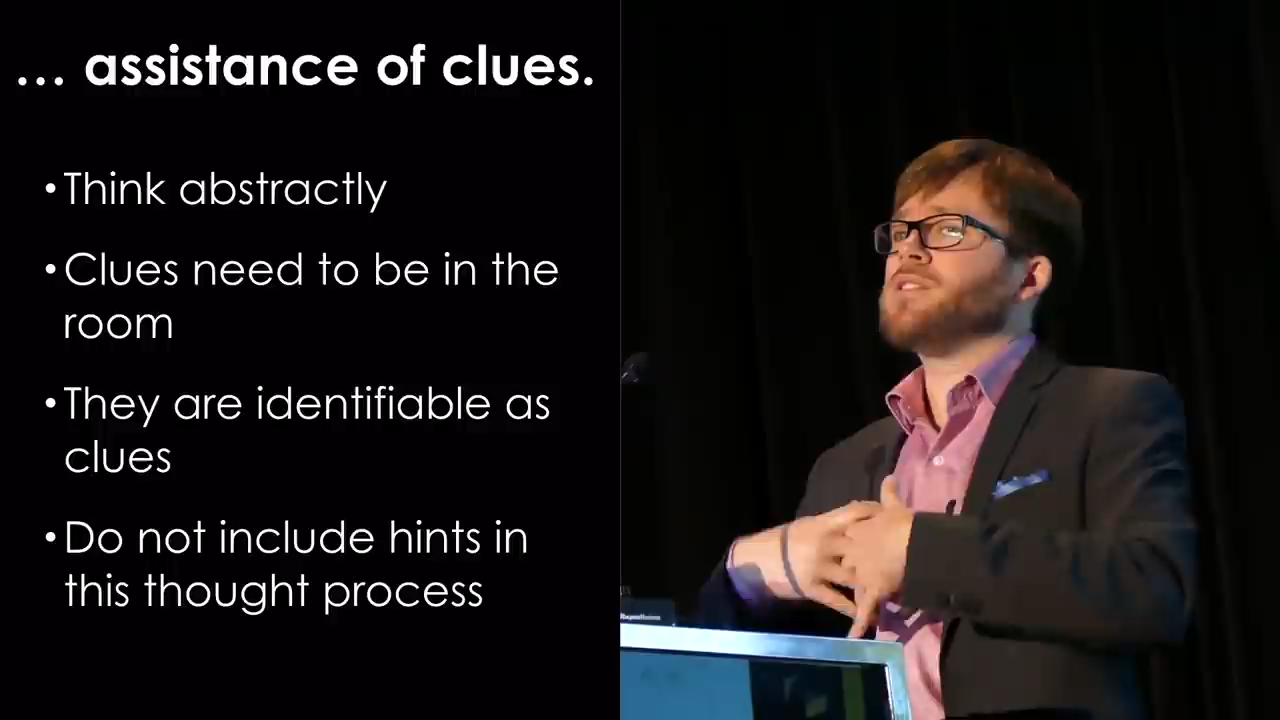 ... assistance of clues.
• Think abstractly
• Clues need to be in the
room
• They are identifiable as
clues
• Do not include hints in
this thought process